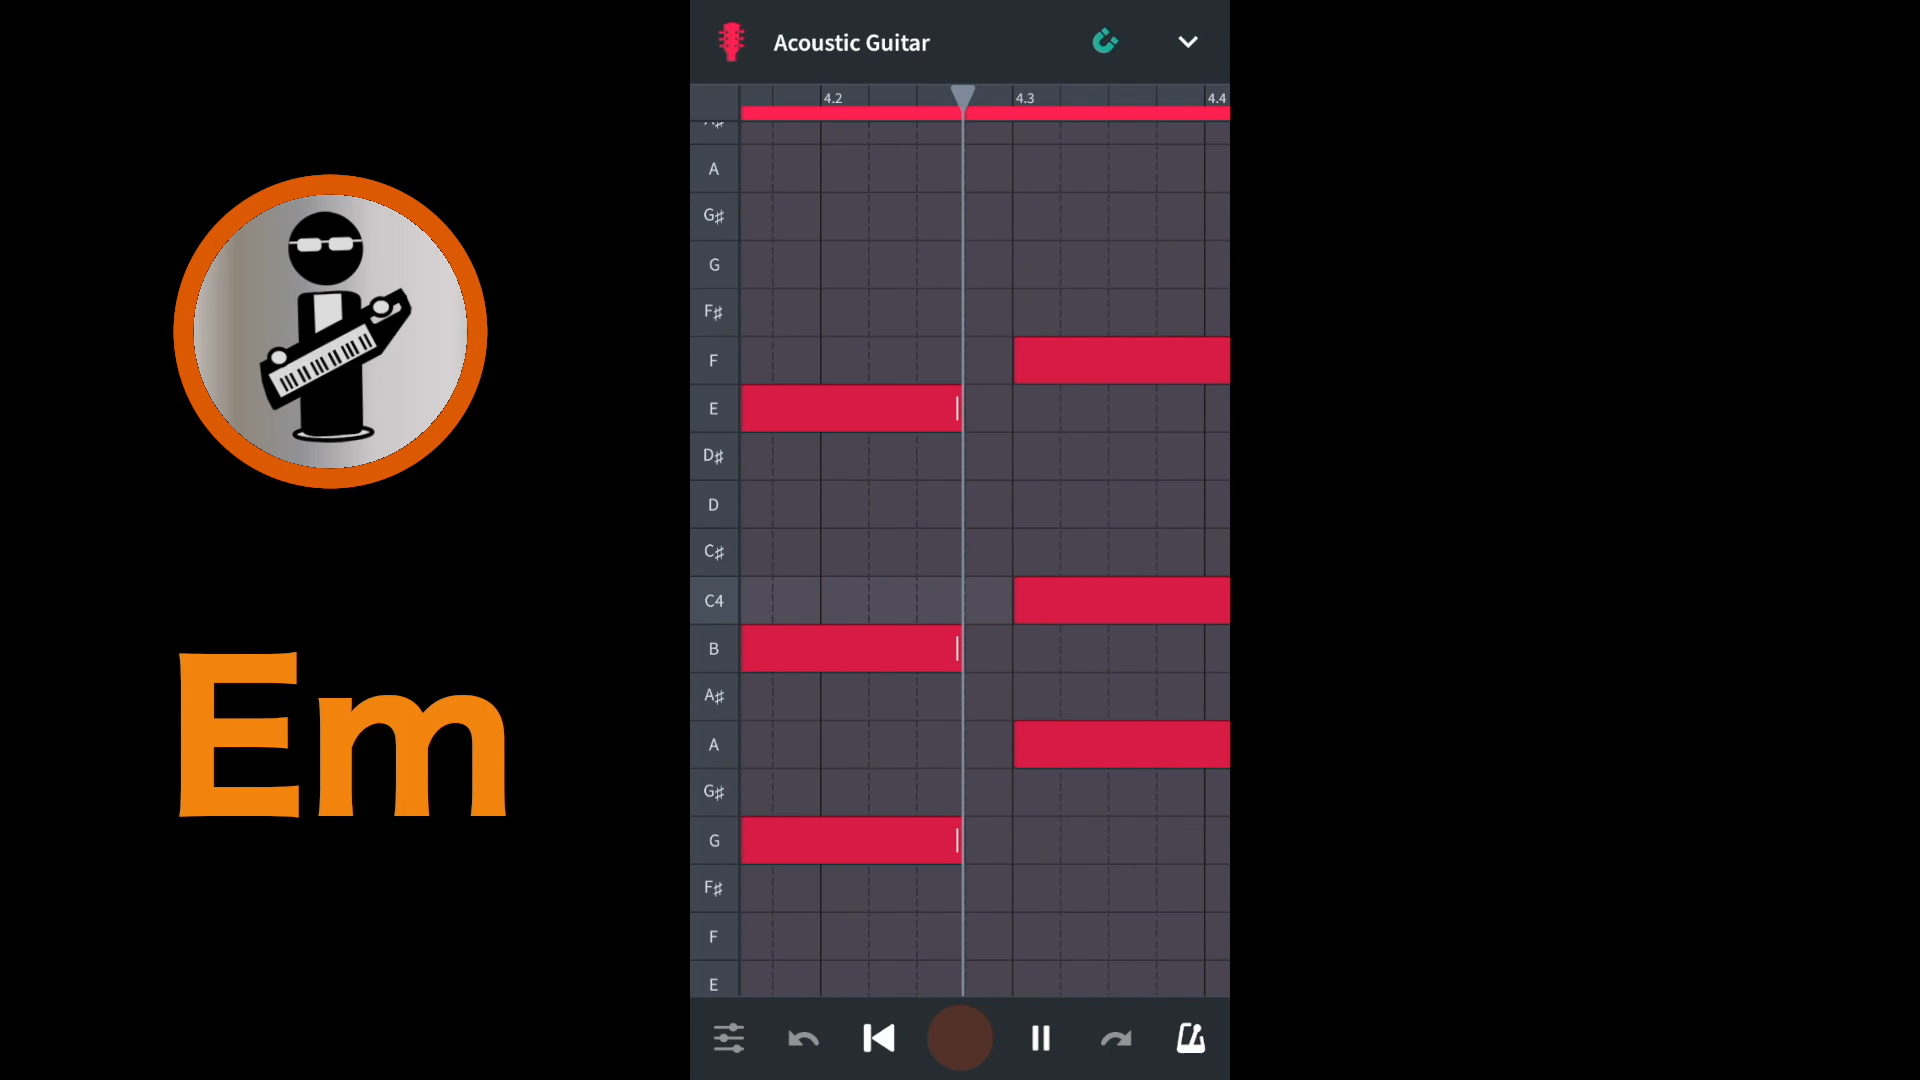 Acoustic Guitar
4.2 4.3 4.4
A♯
A
G♯
G
F♯
F
E
D♯
D
C♯
C4
B
A♯
A
G♯
G
F♯
F
E
Em